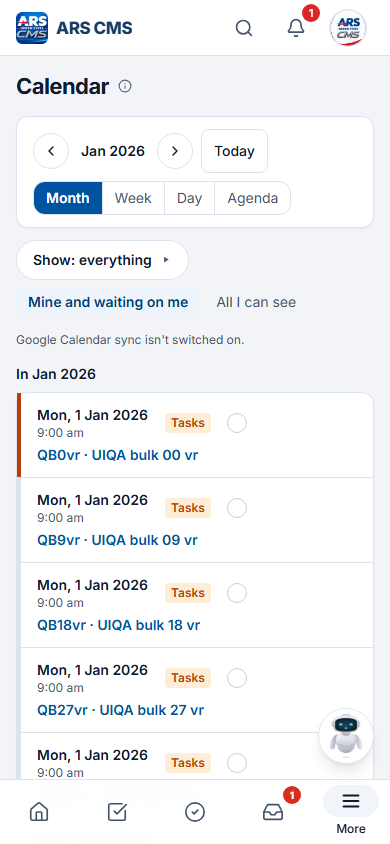 ARS
CMS
ARS CMS
1
ARS
CMS
Calendar
Jan 2026
Today
Month
Week
Day
Agenda
Show: everything
Mine and waiting on me
All I can see
Google Calendar sync isn't switched on.
In Jan 2026
Mon, 1 Jan 2026
Tasks
9:00 am
QB0vr · UIQA bulk 00 vr
Mon, 1 Jan 2026
Tasks
9:00 am
QB9vr · UIQA bulk 09 vr
Mon, 1 Jan 2026
Tasks
9:00 am
QB18vr · UIQA bulk 18 vr
Mon, 1 Jan 2026
Tasks
9:00 am
QB27vr · UIQA bulk 27 vr
Mon, 1 Jan 2026
Tasks
9:00 am
1
More